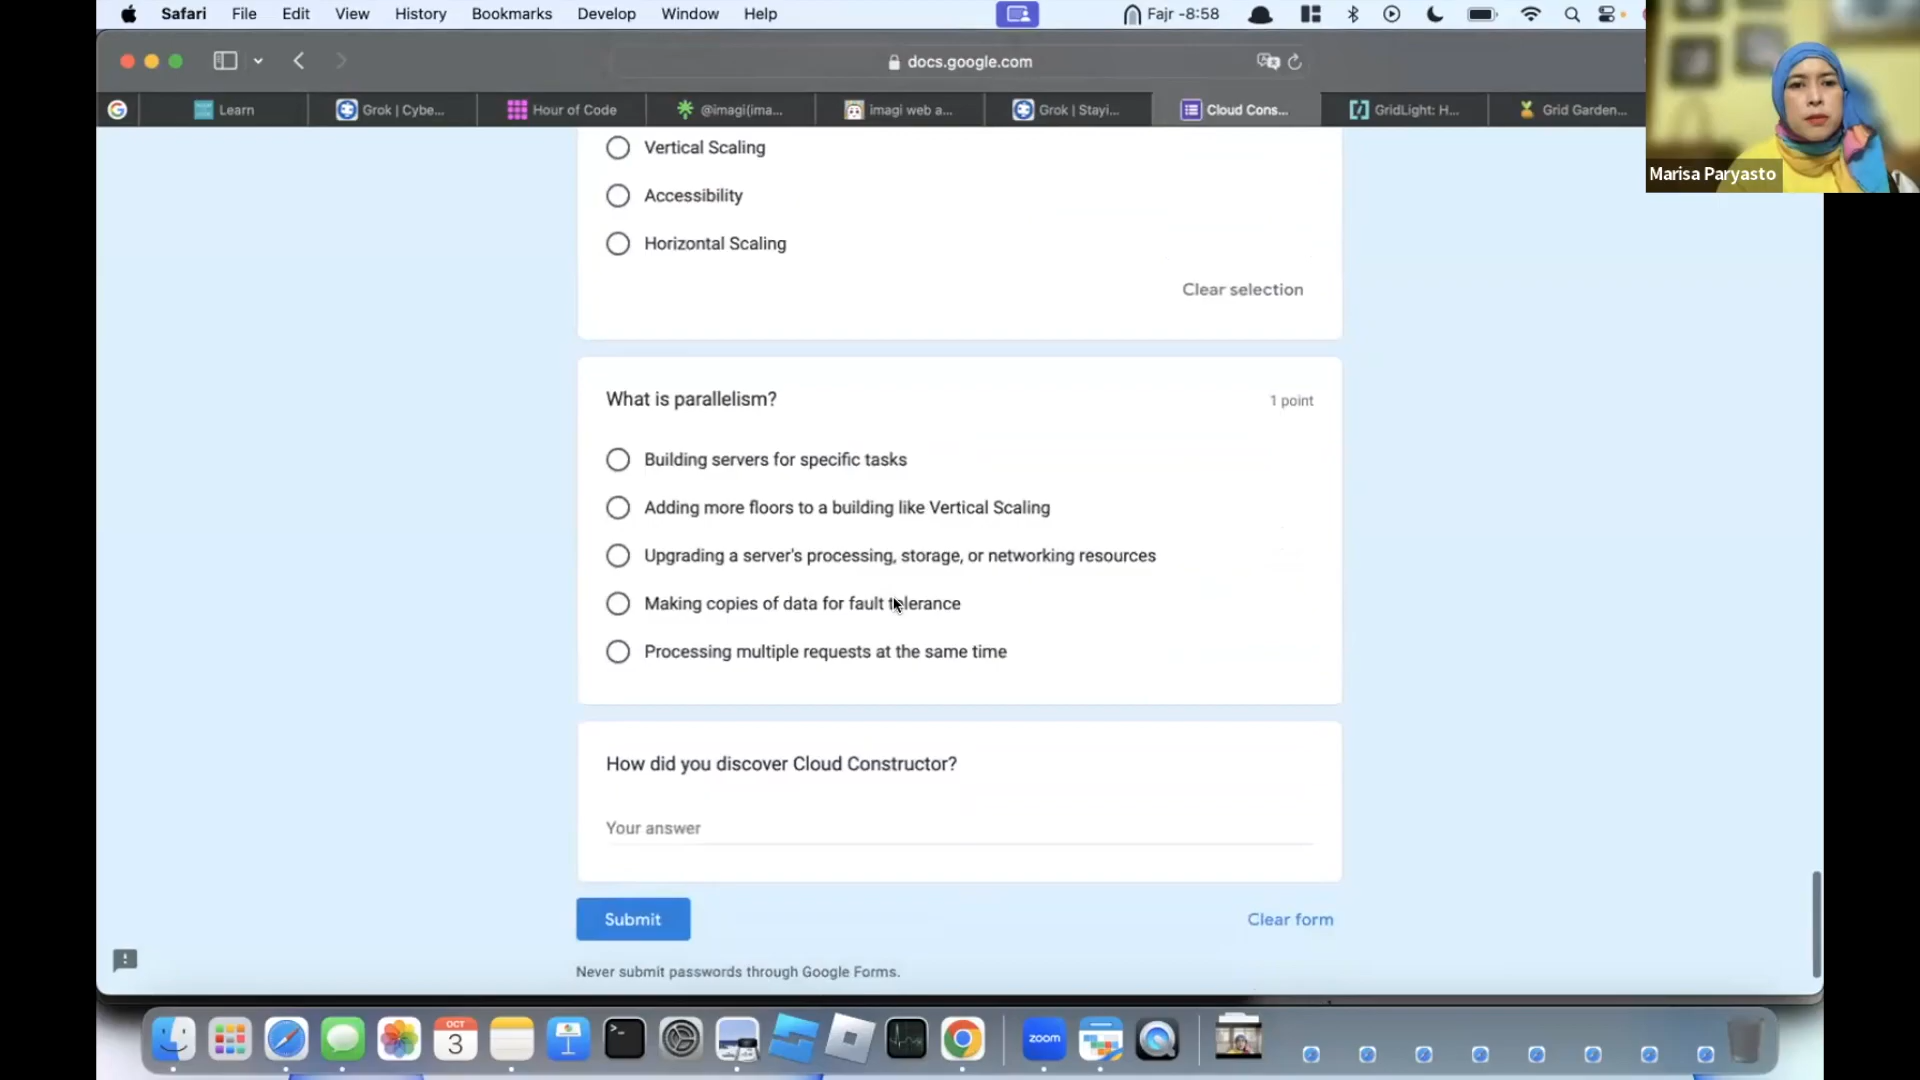 Safari File Edit View History Bookmarks Develop Window Help Fajr -8:58
docs.google.com
Learn Grok | Cybe... Hour of Code @imagi(ima... imagi web a... Grok | Stayi... Cloud Cons... GridLight: H... Grid Garden...
Marisa Paryasto
Vertical Scaling
Accessibility
Horizontal Scaling
Clear selection
What is parallelism? 1 point
Building servers for specific tasks
Adding more floors to a building like Vertical Scaling
Upgrading a server's processing, storage, or networking resources
Making copies of data for fault tolerance
Processing multiple requests at the same time
How did you discover Cloud Constructor?
Your answer
Submit Clear form
Never submit passwords through Google Forms.
OCT
3
zoom